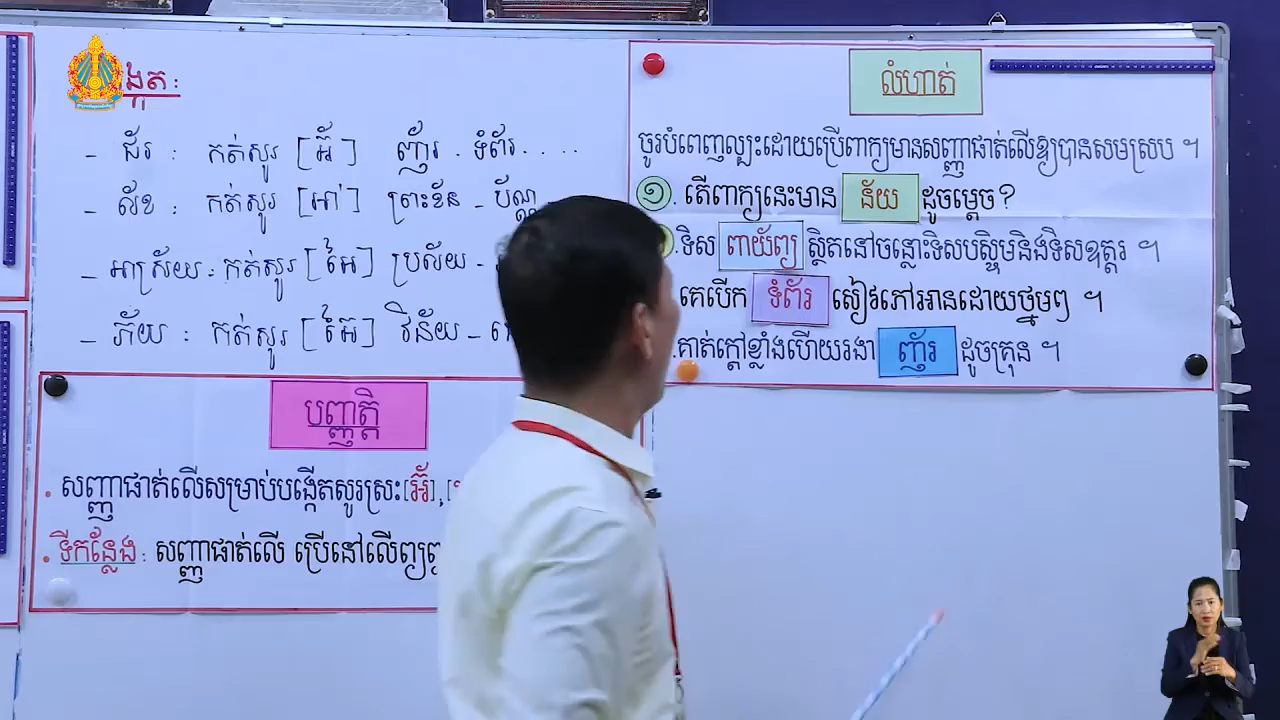 ង្កេត :
- ជ័រ : កត់សូរ [អ៊័] ញ័រ . ទំព័រ . . . .
- វ័ខ : កត់សូរ [អា់] ព្រះខ័ន - ប័ណ្ណ
- អាស្រ័យ : កត់សូរ [អៃ] ប្រល័យ -
- ភ័យ : កត់សូរ [អ៊ៃ] វិន័យ -
បញ្ញត្តិ
. សញ្ញាផាត់លើសម្រាប់បង្កើតសូរស្រះ[អ៊័],[
. ទីកន្លែង : សញ្ញាផាត់លើ ប្រើនៅលើព្យ
លំហាត់
ចូរបំពេញល្បះដោយប្រើពាក្យមានសញ្ញាផាត់លើឱ្យបានសមស្រប ។
១. តើពាក្យនេះមាន ន័យ ដូចម្ដេច?
.ទិស ពាយ័ព្យ ស្ថិតនៅចន្លោះទិសបស្ចិមនិងទិសឧត្តរ ។
គេបើក ទំព័រ សៀវភៅអានដោយថ្នមៗ ។
.គាត់ក្ដៅខ្លាំងហើយរងា ញ័រ ដូចគ្រុន ។